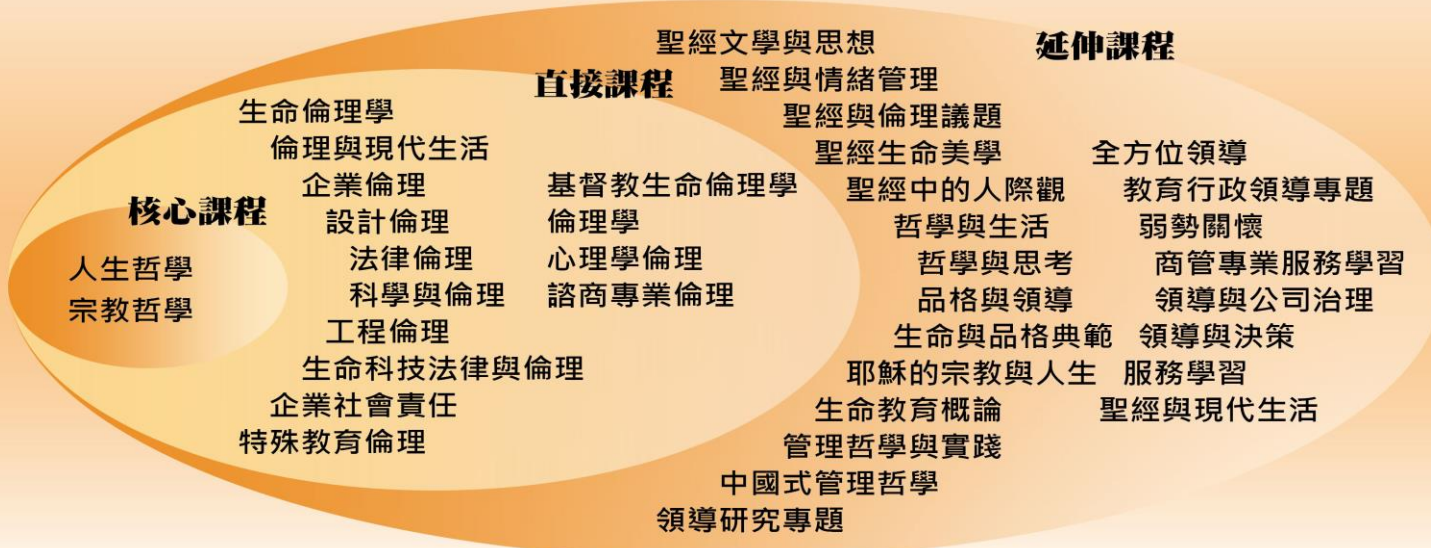 核心課程
人生哲學
宗教哲學
直接課程
生命倫理學
倫理與現代生活
企業倫理
設計倫理
法律倫理
科學與倫理
工程倫理
生命科技法律與倫理
企業社會責任
特殊教育倫理
基督教生命倫理學
倫理學
心理學倫理
諮商專業倫理
延伸課程
聖經文學與思想
聖經與情緒管理
聖經與倫理議題
聖經生命美學
聖經中的人際觀
哲學與生活
哲學與思考
品格與領導
生命與品格典範
耶穌的宗教與人生
生命教育概論
管理哲學與實踐
中國式管理哲學
領導研究專題
全方位領導
教育行政領導專題
弱勢關懷
商管專業服務學習
領導與公司治理
領導與決策
服務學習
聖經與現代生活